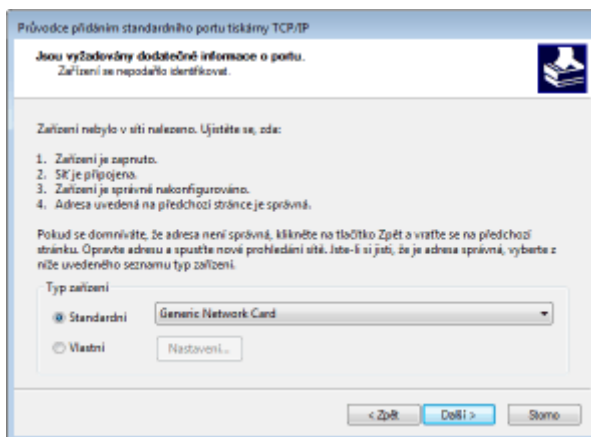 Průvodce přidáním standardního portu tiskárny TCP/IP
Jsou vyžadovány dodatečné informace o portu.
Zařízení se nepodařilo identifikovat.
Zařízení nebylo v síti nalezeno. Ujistěte se, zda:
1. Zařízení je zapnuto.
2. Síť je připojena.
3. Zařízení je správně nakonfigurováno.
4. Adresa uvedená na předchozí stránce je správná.
Pokud se domníváte, že adresa není správná, klikněte na tlačítko Zpět a vraťte se na předchozí
stránku. Opravte adresu a spusťte nové prohledání sítě. Jste-li si jisti, že je adresa správná, vyberte z
níže uvedeného seznamu typ zařízení.
Typ zařízení
Standardní
Generic Network Card
Vlastní
Nastavení...
< Zpět
Další >
Storno